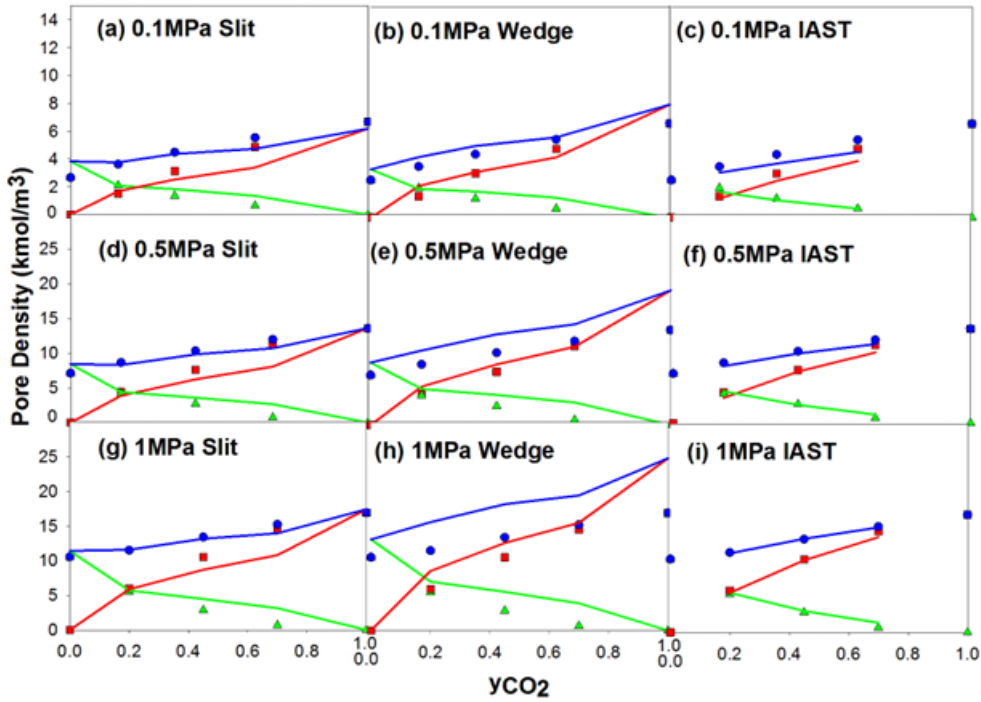 14
12
10
8
6
4
2
0
(a) 0.1MPa Slit
(b) 0.1MPa Wedge
(c) 0.1MPa IAST
Pore Density (kmol/m³)
25
20
15
10
5
0
(d) 0.5MPa Slit
(e) 0.5MPa Wedge
(f) 0.5MPa IAST
25
20
15
10
5
0
(g) 1MPa Slit
(h) 1MPa Wedge
(i) 1MPa IAST
0.0 0.2 0.4 0.6 0.8 1.0
0.0 0.2 0.4 0.6 0.8 1.0
0.0 0.2 0.4 0.6 0.8 1.0
yCO₂